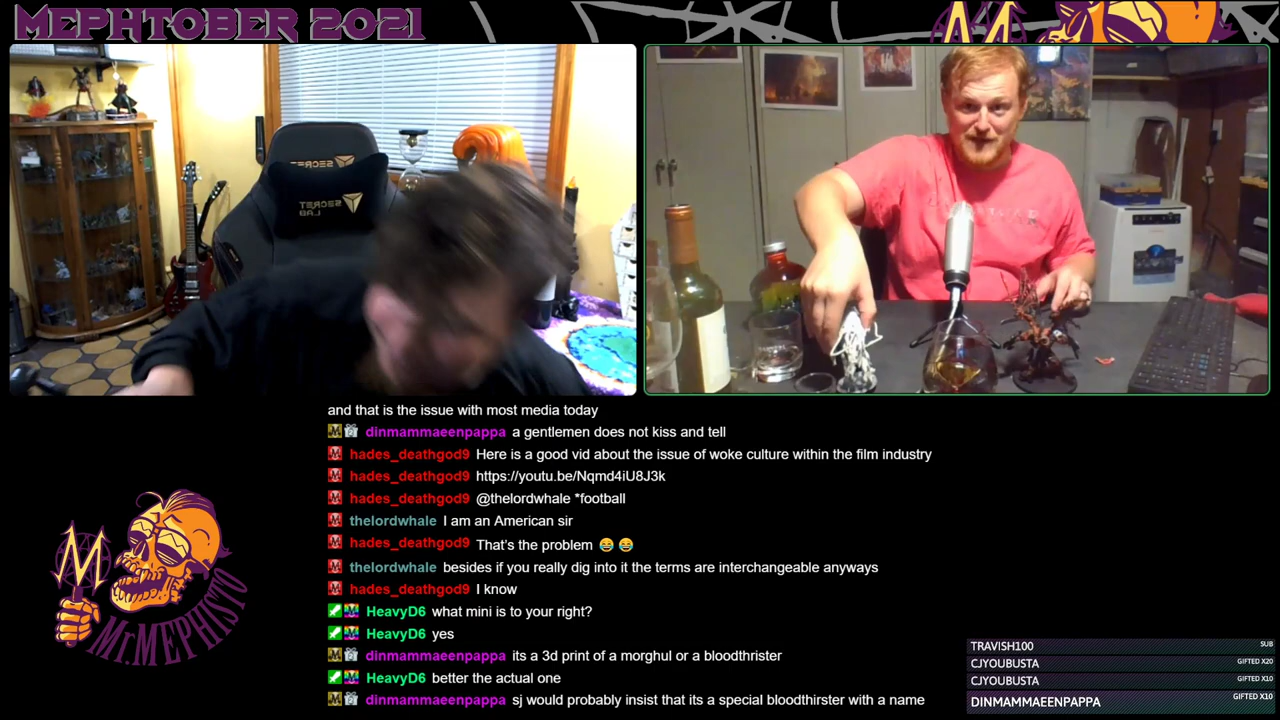 MEPHTOBER 2021
SECRET
SECRET
LAB
and that is the issue with most media today
dinmammaeenpappa a gentlemen does not kiss and tell
hades_deathgod9 Here is a good vid about the issue of woke culture within the film industry
hades_deathgod9 https://youtu.be/Nqmd4iU8J3k
hades_deathgod9 @thelordwhale *football
thelordwhale I am an American sir
hades_deathgod9 That's the problem 😂 😂
thelordwhale besides if you really dig into it the terms are interchangeable anyways
hades_deathgod9 I know
HeavyD6 what mini is to your right?
HeavyD6 yes
dinmammaeenpappa its a 3d print of a morghul or a bloodthrister
HeavyD6 better the actual one
dinmammaeenpappa sj would probably insist that its a special bloodthirster with a name
M
Mr.MEPHISTO
TRAVISH100 SUB
CJYOUBUSTA GIFTED X20
CJYOUBUSTA GIFTED X10
DINMAMMAEENPAPPA GIFTED X10